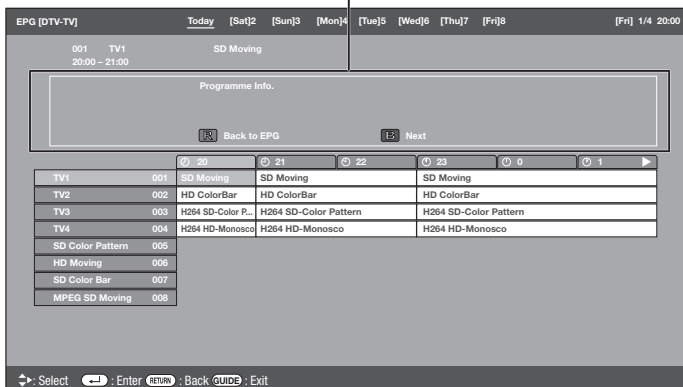 EPG [DTV-TV] Today [Sat]2 [Sun]3 [Mon]4 [Tue]5 [Wed]6 [Thu]7 [Fri]8 [Fri] 1/4 20:00
001 TV1 SD Moving
20:00 – 21:00
Programme Info.
R Back to EPG B Next
20 21 22 23 0 1
TV1 001 SD Moving SD Moving SD Moving
TV2 002 HD ColorBar HD ColorBar HD ColorBar
TV3 003 H264 SD-Color P... H264 SD-Color Pattern H264 SD-Color Pattern
TV4 004 H264 HD-Monosco H264 HD-Monosco H264 HD-Monosco
SD Color Pattern 005
HD Moving 006
SD Color Bar 007
MPEG SD Moving 008
: Select : Enter RETURN : Back GUIDE : Exit